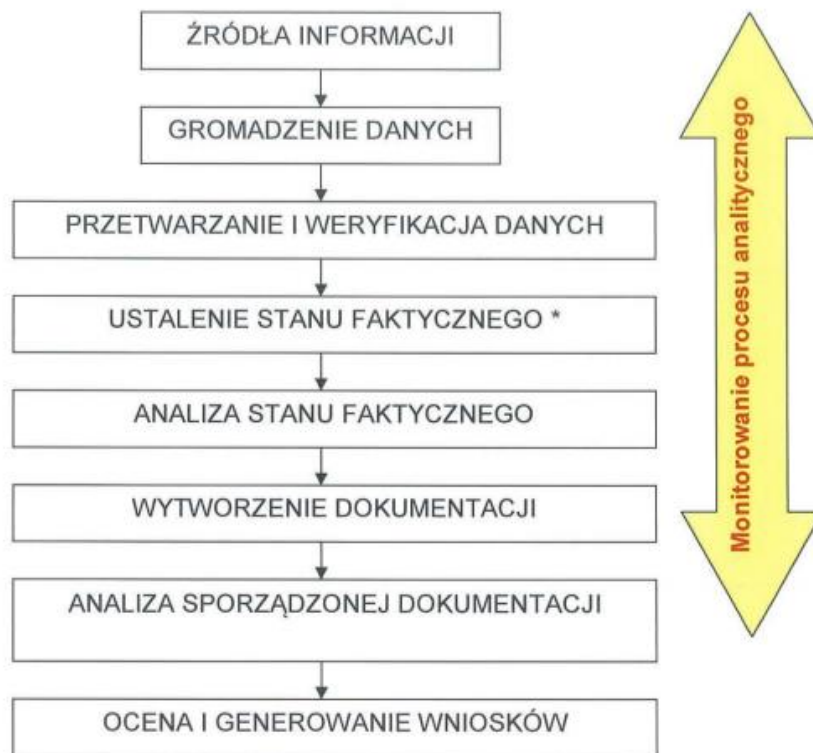 ŹRÓDŁA INFORMACJI
GROMADZENIE DANYCH
PRZETWARZANIE I WERYFIKACJA DANYCH
USTALENIE STANU FAKTYCZNEGO *
ANALIZA STANU FAKTYCZNEGO
WYTWORZENIE DOKUMENTACJI
ANALIZA SPORZĄDZONEJ DOKUMENTACJI
OCENA I GENEROWANIE WNIOSKÓW
Monitorowanie procesu analitycznego